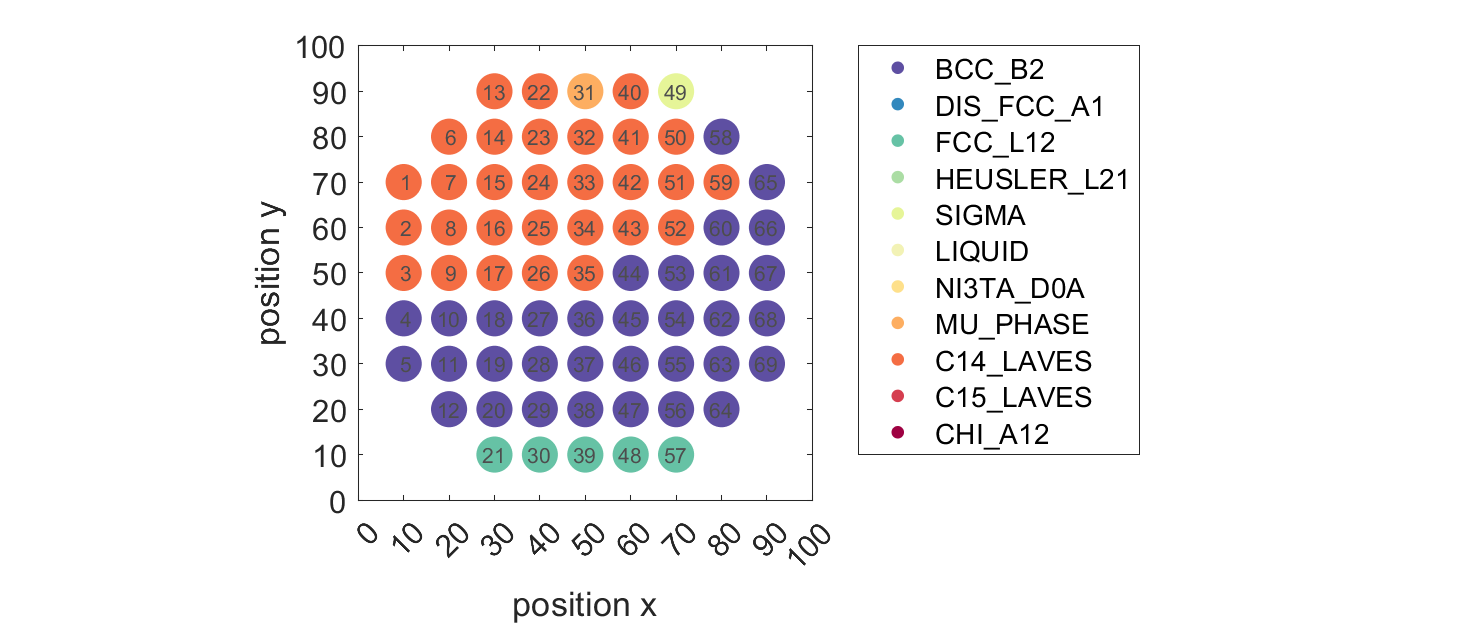 100
90
80
70
60
50
40
30
20
10
0
position y
13 22 31 40 49
6 14 23 32 41 50 58
1 7 15 24 33 42 51 59 65
2 8 16 25 34 43 52 60 66
3 9 17 26 35 44 53 61 67
4 10 18 27 36 45 54 62 68
5 11 19 28 37 46 55 63 69
12 20 29 38 47 56 64
21 30 39 48 57
0 10 20 30 40 50 60 70 80 90 100
position x
BCC_B2
DIS_FCC_A1
FCC_L12
HEUSLER_L21
SIGMA
LIQUID
NI3TA_D0A
MU_PHASE
C14_LAVES
C15_LAVES
CHI_A12